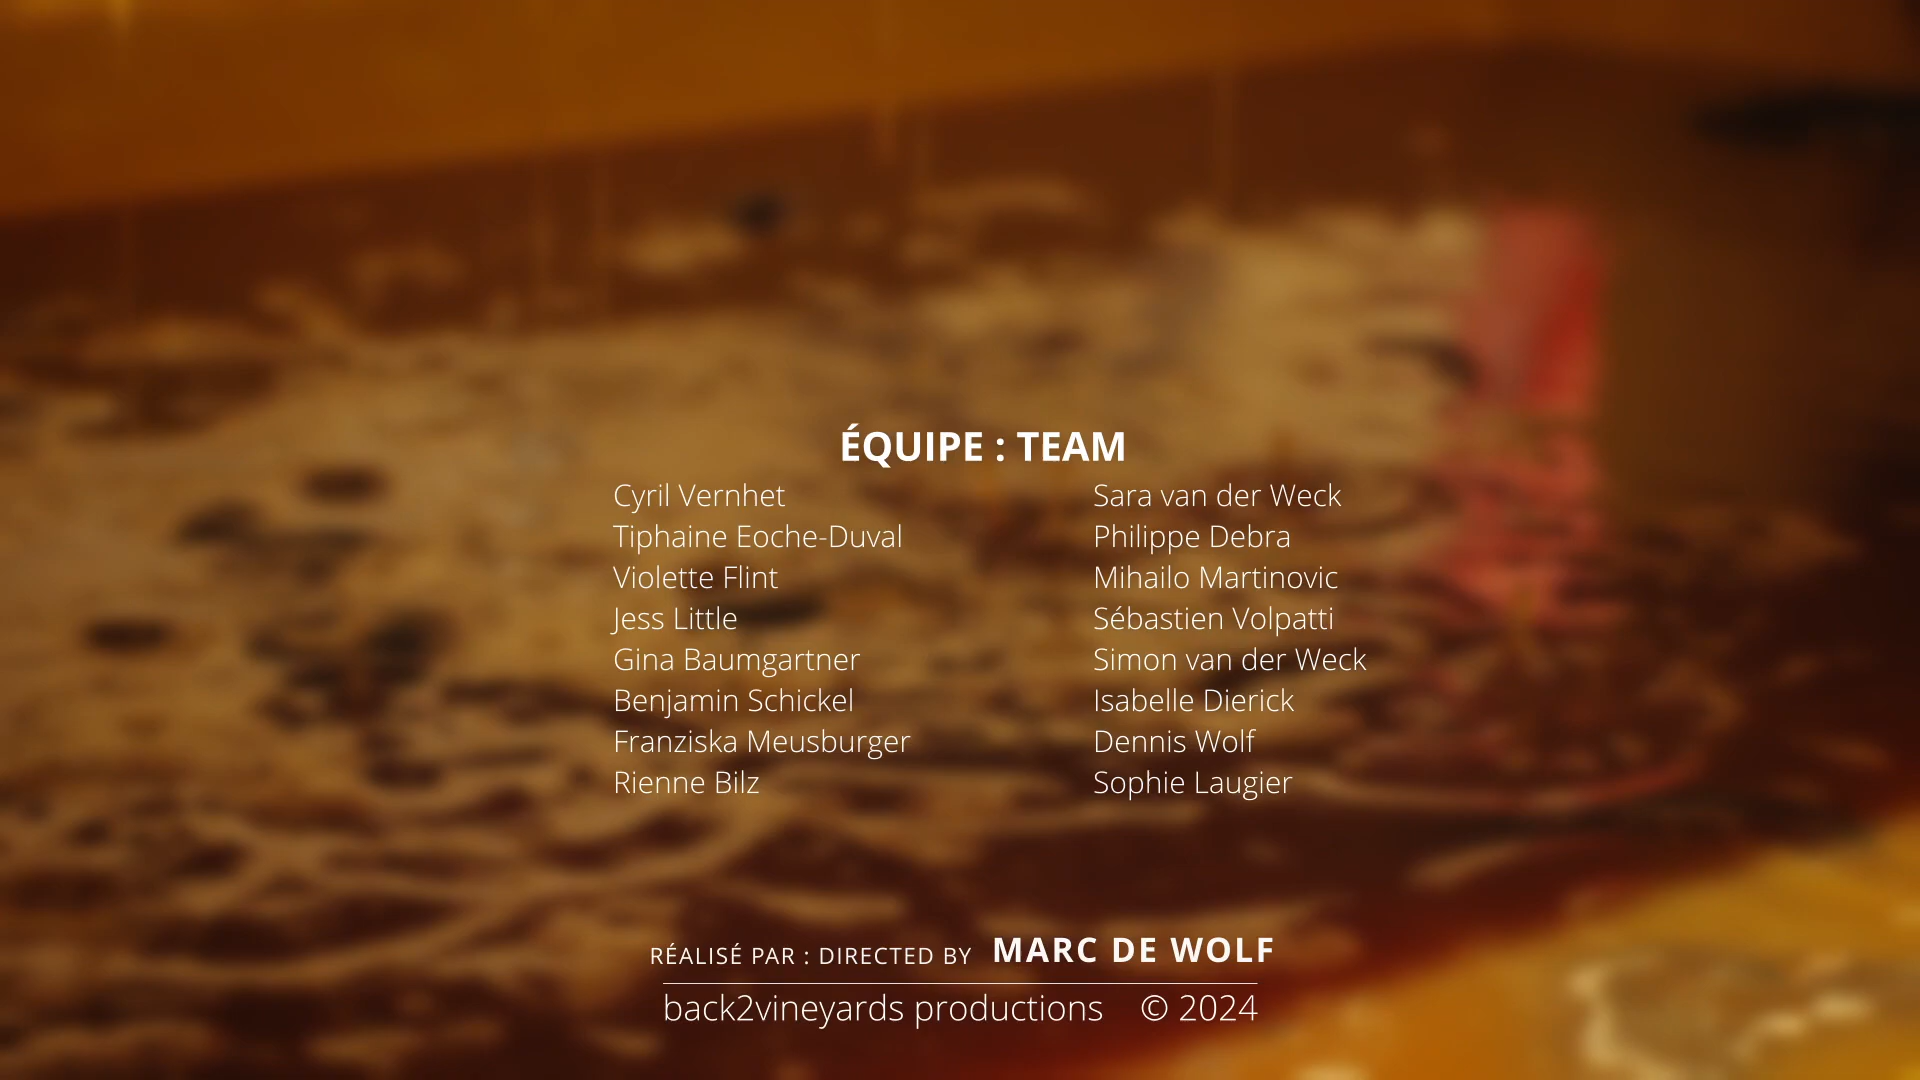 ÉQUIPE : TEAM
Cyril Vernhet
Tiphaine Eoche-Duval
Violette Flint
Jess Little
Gina Baumgartner
Benjamin Schickel
Franziska Meusburger
Rienne Bilz
Sara van der Weck
Philippe Debra
Mihailo Martinovic
Sébastien Volpatti
Simon van der Weck
Isabelle Dierick
Dennis Wolf
Sophie Laugier
RÉALISÉ PAR : DIRECTED BY MARC DE WOLF
back2vineyards productions © 2024